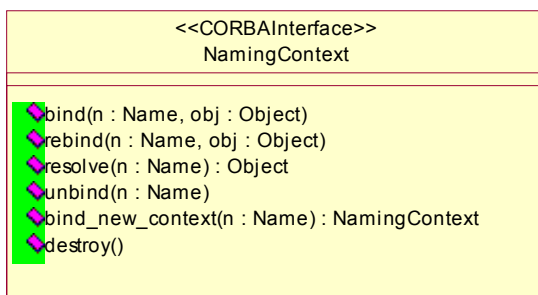 <<CORBAInterface>>
NamingContext
bind(n : Name, obj : Object)
rebind(n : Name, obj : Object)
resolve(n : Name) : Object
unbind(n : Name)
bind_new_context(n : Name) : NamingContext
destroy()